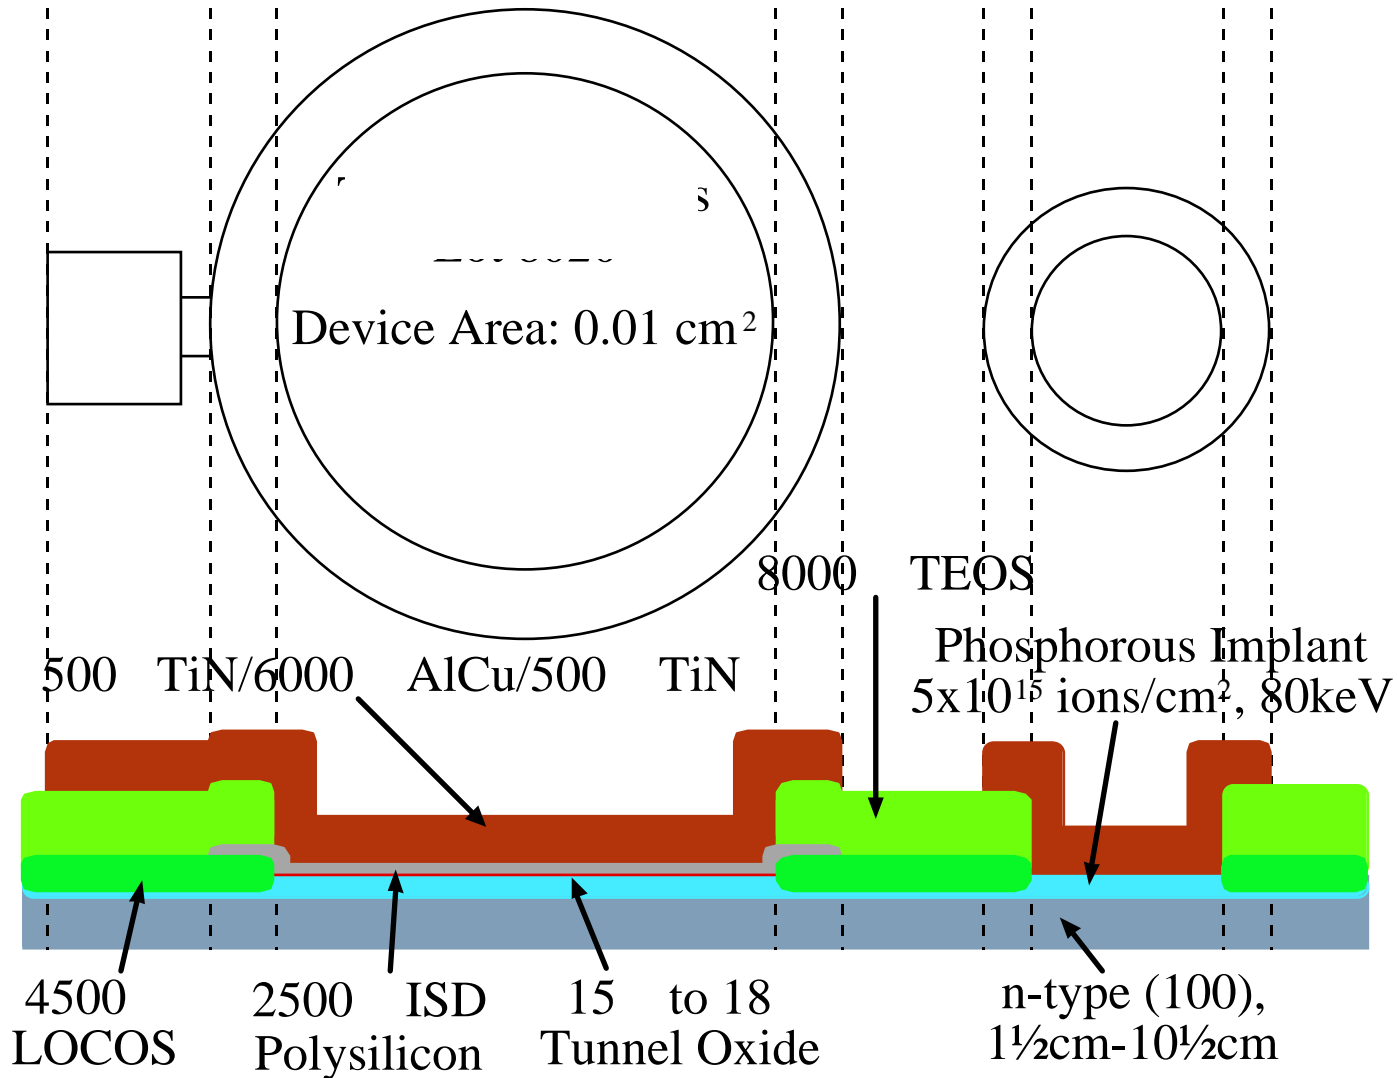 s
Device Area: 0.01 cm²
8000 TEOS
Phosphorous Implant
5x10¹⁵ ions/cm², 80keV
500 TiN/6000 AlCu/500 TiN
4500
LOCOS
2500 ISD
Polysilicon
15 to 18
Tunnel Oxide
n-type (100),
1½cm-10½cm